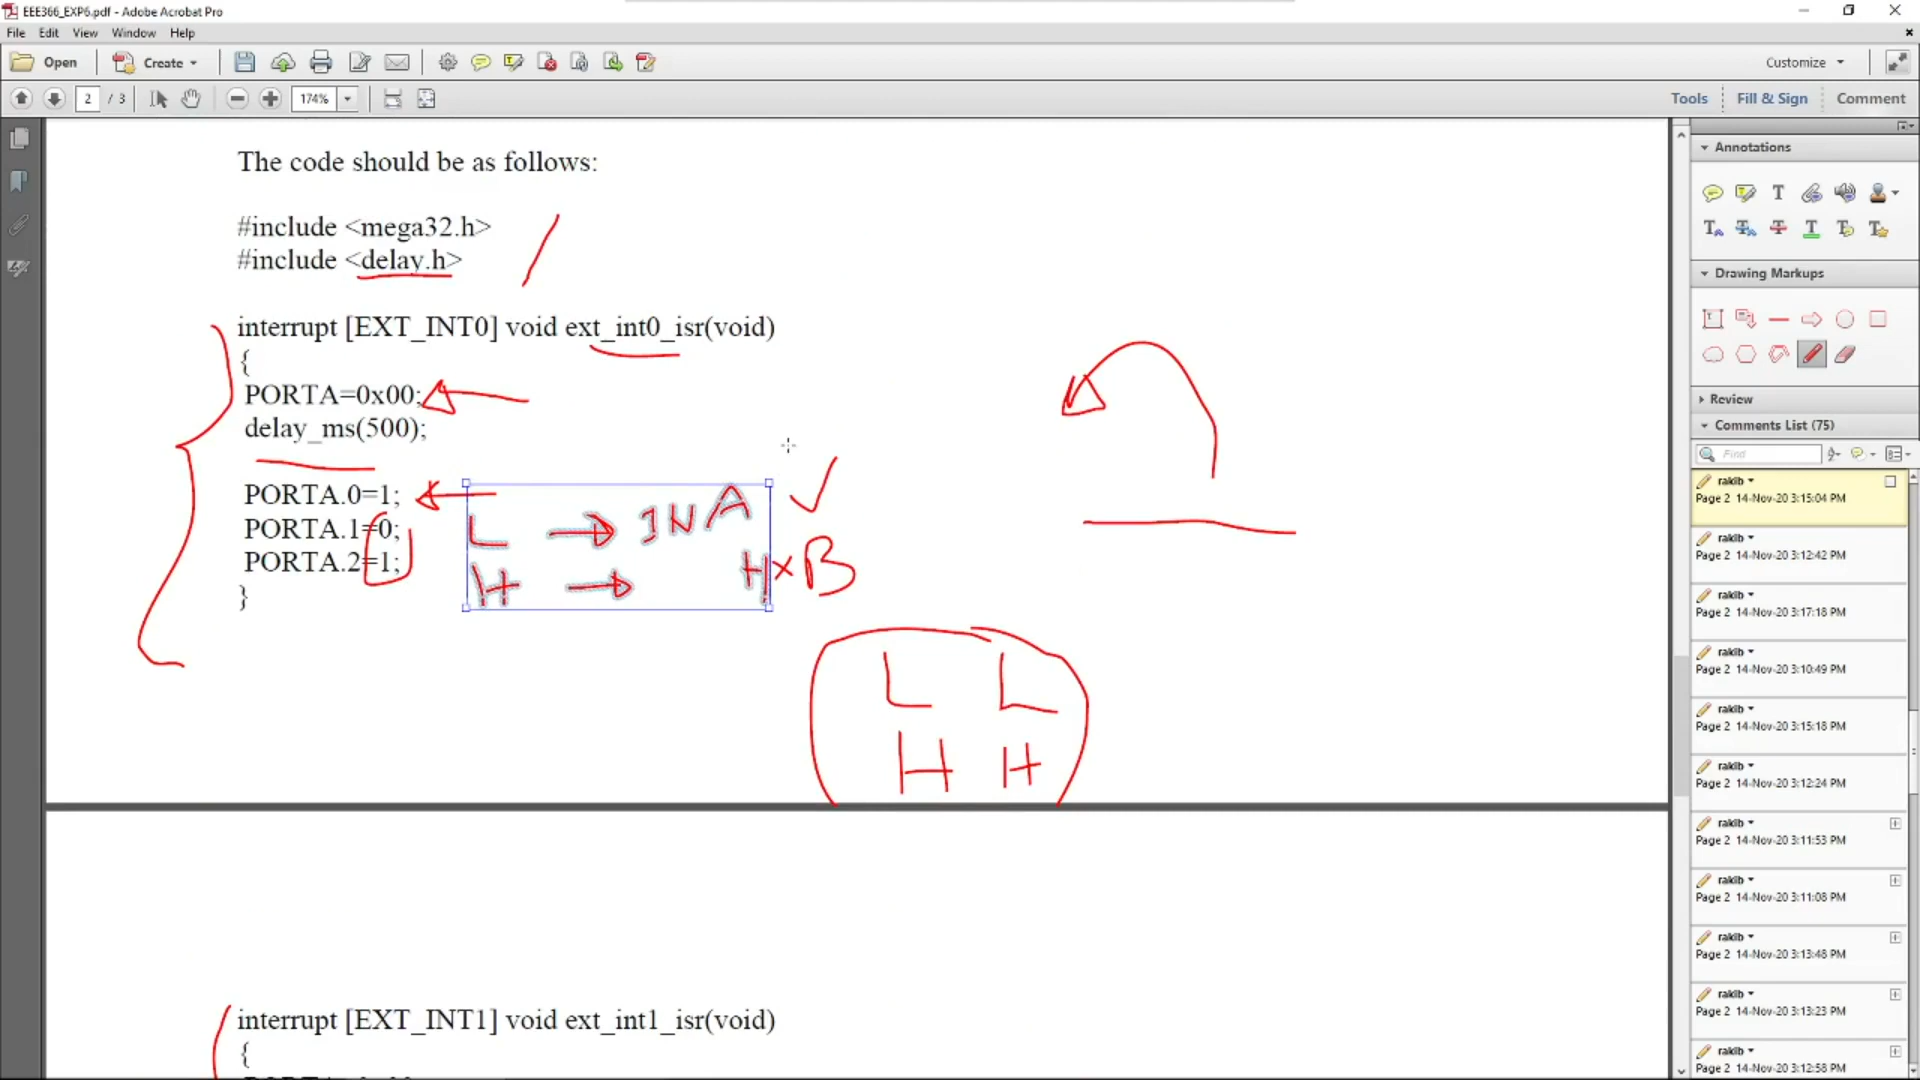 EEE366_EXP6.pdf - Adobe Acrobat Pro
File Edit View Window Help
Open Create Customize
2 / 3 174% Tools Fill & Sign Comment
The code should be as follows:
#include <mega32.h>
#include <delay.h>
interrupt [EXT_INT0] void ext_int0_isr(void)
{
PORTA=0x00;
delay_ms(500);
PORTA.0=1;
PORTA.1=0;
PORTA.2=1;
}
L → INA
H → H × B
L L
H H
interrupt [EXT_INT1] void ext_int1_isr(void)
{
Annotations
Drawing Markups
Review
Comments List (75)
Find
rakib
Page 2 14-Nov-20 3:15:04 PM
rakib
Page 2 14-Nov-20 3:12:42 PM
rakib
Page 2 14-Nov-20 3:17:18 PM
rakib
Page 2 14-Nov-20 3:10:49 PM
rakib
Page 2 14-Nov-20 3:15:18 PM
rakib
Page 2 14-Nov-20 3:12:24 PM
rakib
Page 2 14-Nov-20 3:11:53 PM
rakib
Page 2 14-Nov-20 3:11:08 PM
rakib
Page 2 14-Nov-20 3:13:48 PM
rakib
Page 2 14-Nov-20 3:13:23 PM
rakib
Page 2 14-Nov-20 3:12:58 PM